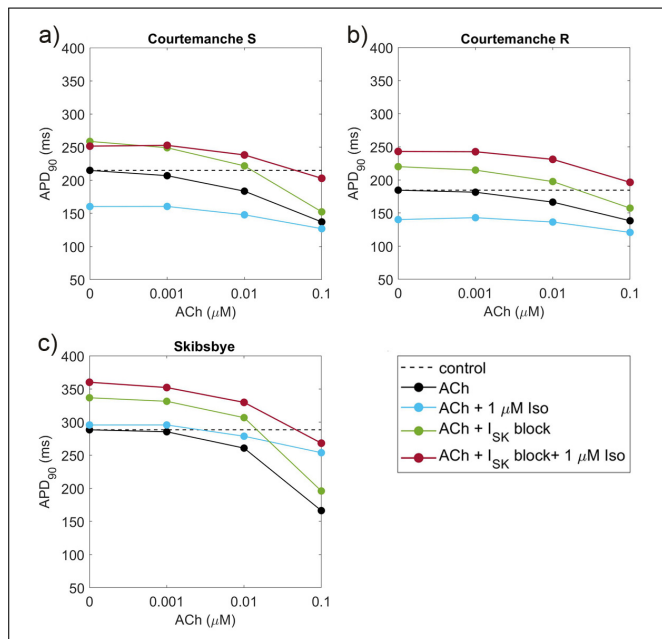 a)
Courtemanche S
400
350
300
250
200
150
100
50
APD90 (ms)
0 0.001 0.01 0.1
ACh (μM)
b)
Courtemanche R
400
350
300
250
200
150
100
50
APD90 (ms)
0 0.001 0.01 0.1
ACh (μM)
c)
Skibsbye
400
350
300
250
200
150
100
50
APD90 (ms)
0 0.001 0.01 0.1
ACh (μM)
control
ACh
ACh + 1 μM Iso
ACh + ISK block
ACh + ISK block+ 1 μM Iso